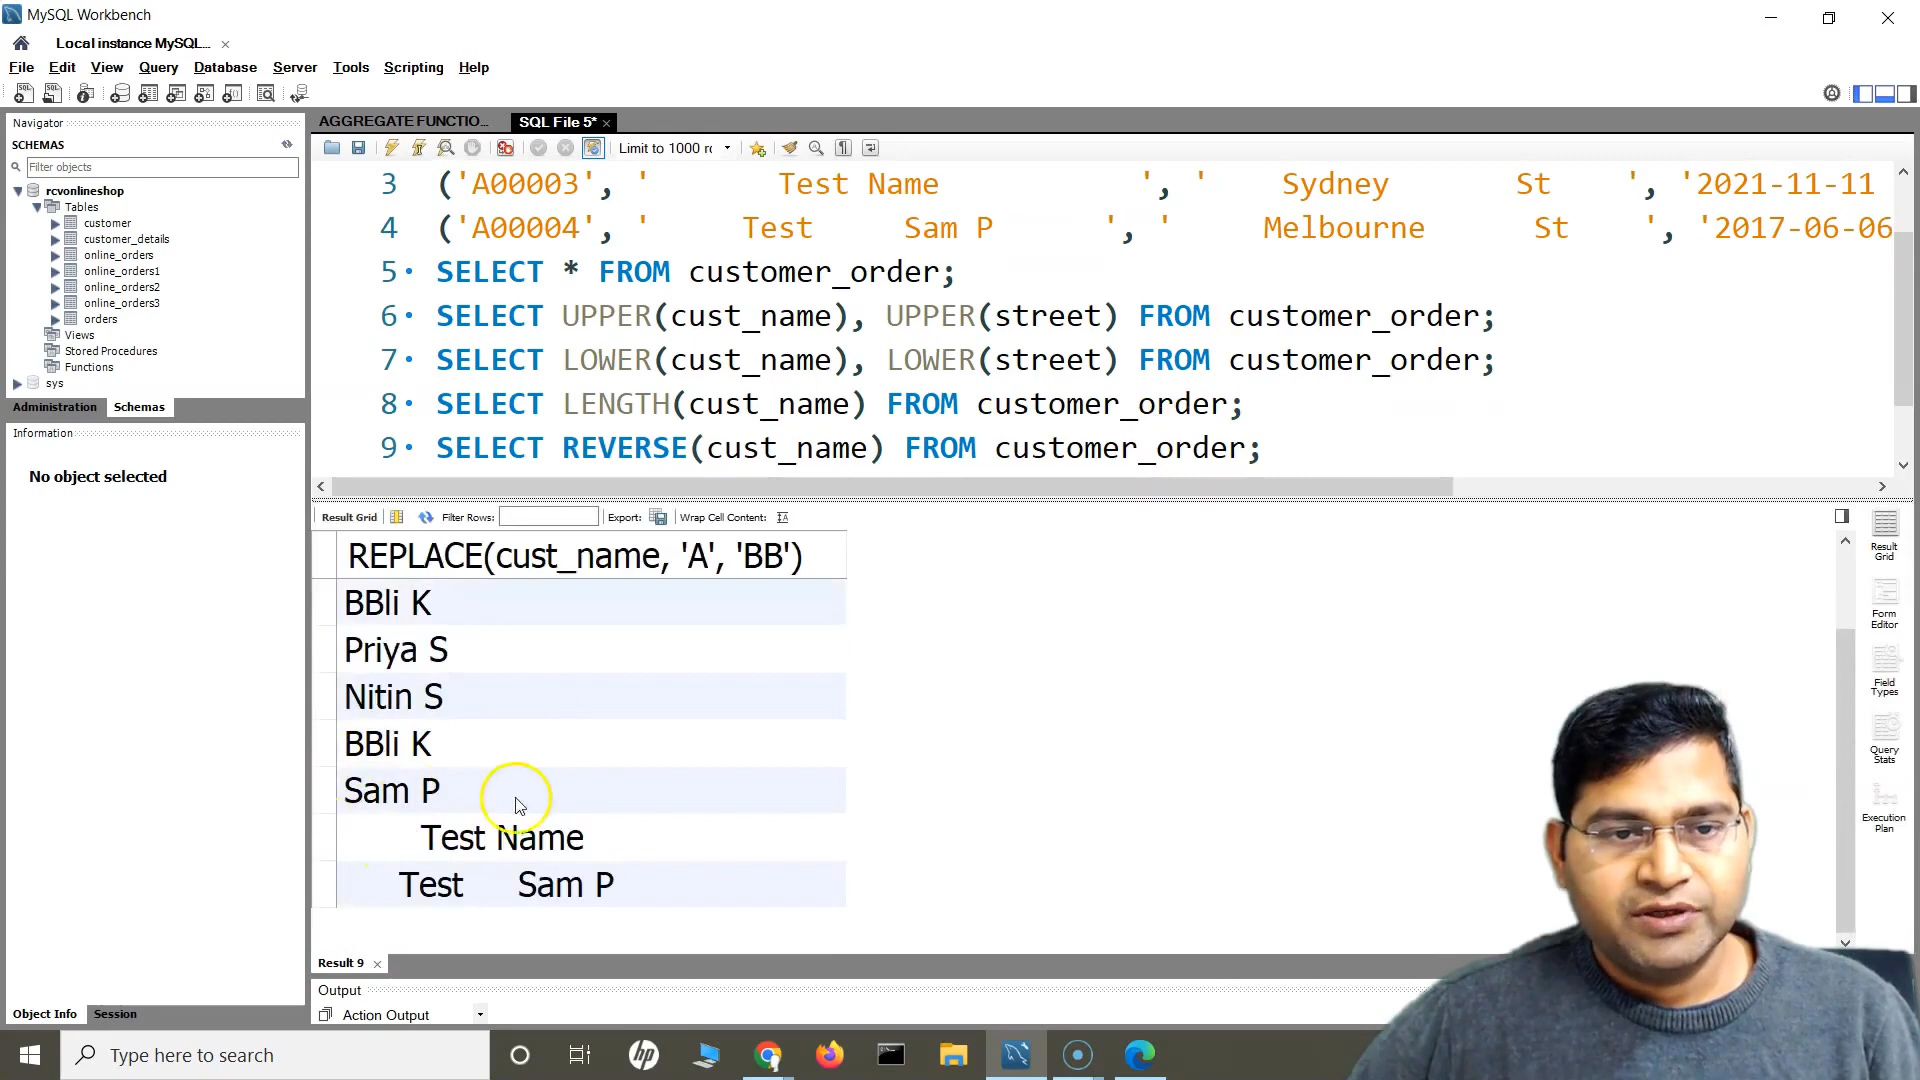 MySQL Workbench
Local instance MySQL...
File Edit View Query Database Server Tools Scripting Help
Navigator
SCHEMAS
Filter objects
rcvonlineshop
Tables
customer
customer_details
online_orders
online_orders1
online_orders2
online_orders3
orders
Views
Stored Procedures
Functions
sys
Administration Schemas
Information
No object selected
Object Info Session
AGGREGATE FUNCTIO... SQL File 5*
Limit to 1000 rc
3 ('A00003', ' Test Name ', ' Sydney St ', '2021-11-11
4 ('A00004', ' Test Sam P ', ' Melbourne St ', '2017-06-06
5 SELECT * FROM customer_order;
6 SELECT UPPER(cust_name), UPPER(street) FROM customer_order;
7 SELECT LOWER(cust_name), LOWER(street) FROM customer_order;
8 SELECT LENGTH(cust_name) FROM customer_order;
9 SELECT REVERSE(cust_name) FROM customer_order;
Result Grid Filter Rows: Export: Wrap Cell Content:
REPLACE(cust_name, 'A', 'BB')
BBli K
Priya S
Nitin S
BBli K
Sam P
Test Name
Test Sam P
Result Grid
Form Editor
Field Types
Query Stats
Execution Plan
Result 9
Output
Action Output
Type here to search